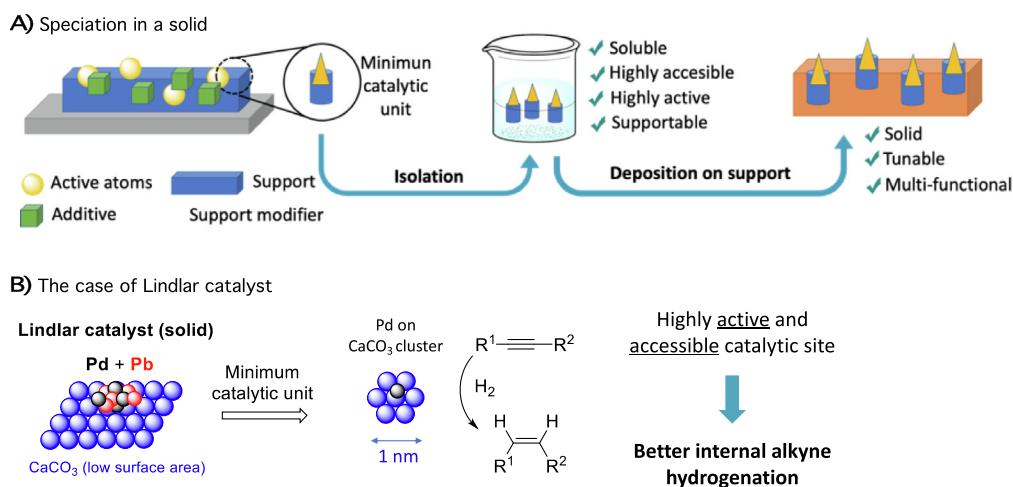 A) Speciation in a solid
Minimun
catalytic
unit
Soluble
Highly accesible
Highly active
Supportable
Solid
Tunable
Multi-functional
Isolation
Deposition on support
Active atoms
Support
Additive
Support modifier
B) The case of Lindlar catalyst
Lindlar catalyst (solid)
Pd + Pb
CaCO₃ (low surface area)
Minimum
catalytic unit
Pd on
CaCO₃ cluster
1 nm
R¹
R²
H₂
H
H
R¹
R²
Highly active and
accessible catalytic site
Better internal alkyne
hydrogenation